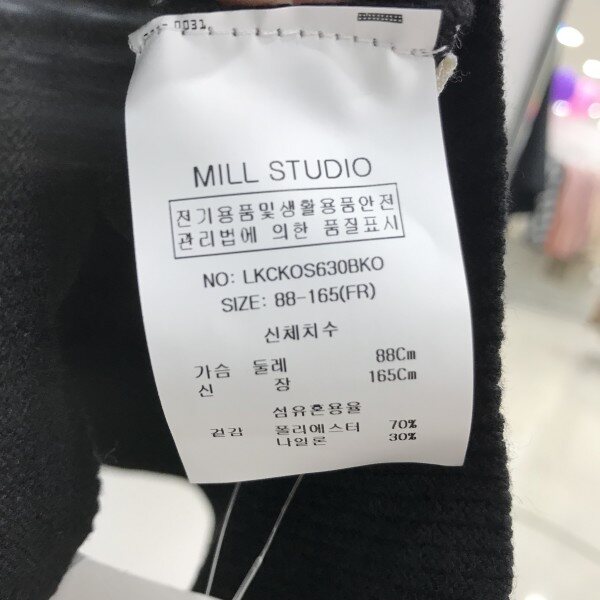 0031
MILL STUDIO
전기용품및생활용품안전
관리법에 의한 품질표시
NO: LKCKOS630BKO
SIZE: 88-165(FR)
신체치수
가슴 둘레 88Cm
신 장 165Cm
섬유혼용율
겉감 폴리에스터 70%
나일론 30%